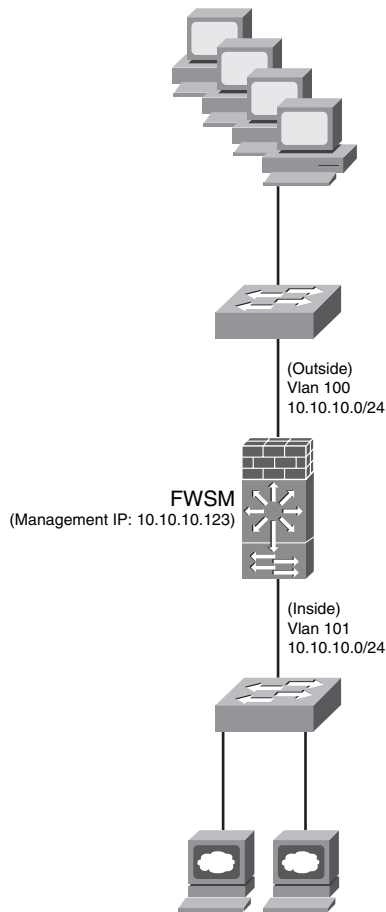 (Outside)
Vlan 100
10.10.10.0/24
FWSM
(Management IP: 10.10.10.123)
(Inside)
Vlan 101
10.10.10.0/24